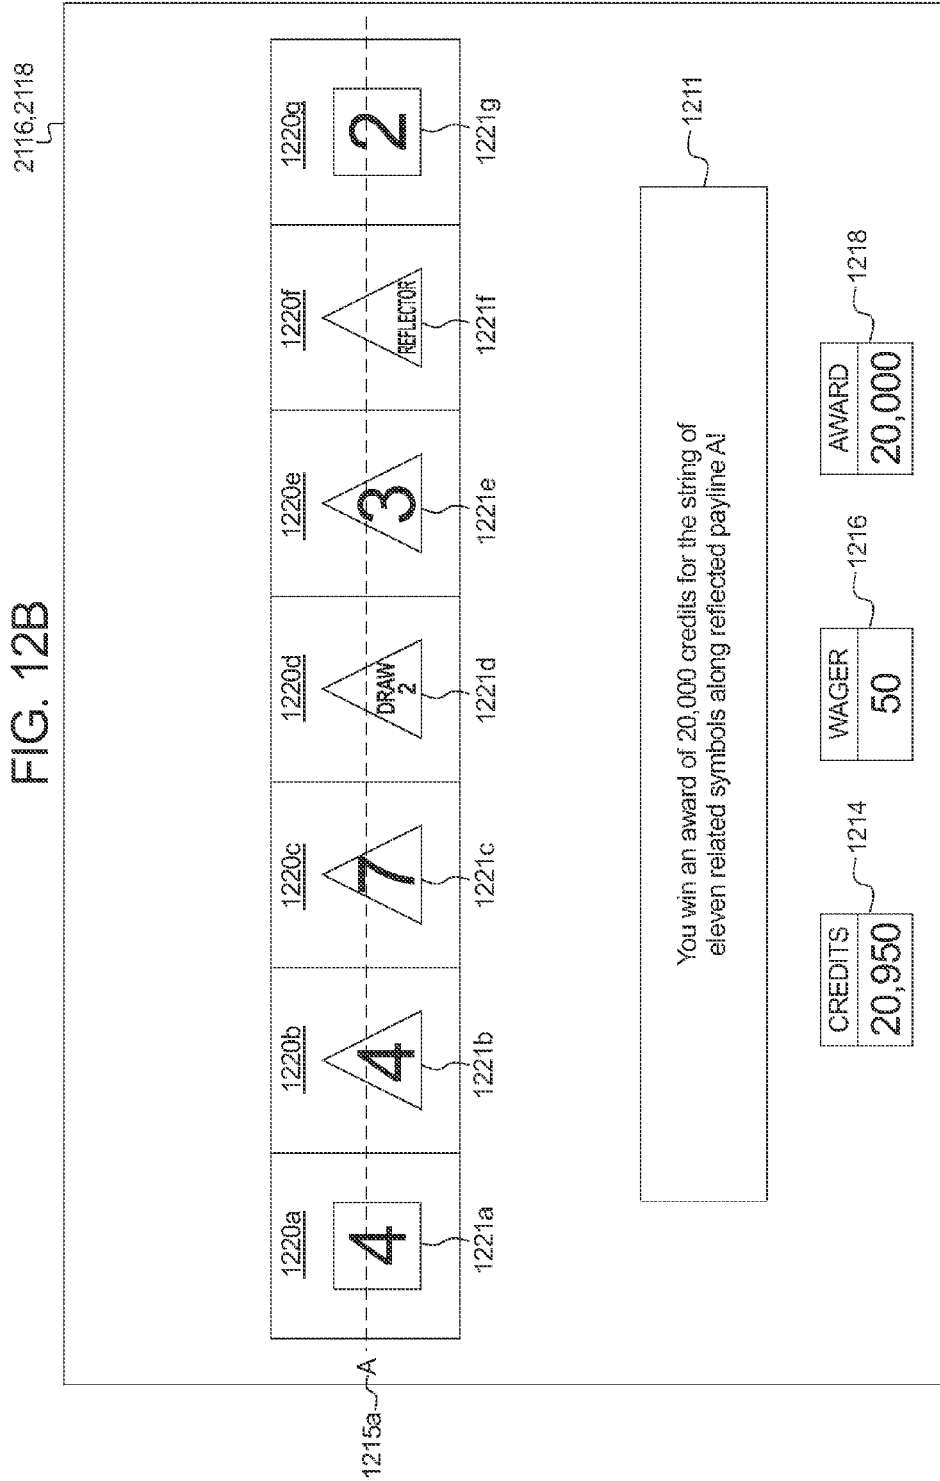 FIG. 12B
2116,2118
1220a 1220b 1220c 1220d 1220e 1220f 1220g
4 4 7 DRAW 3 REFLECTOR 2
2
1215a A
1221a 1221b 1221c 1221d 1221e 1221f 1221g
1211
You win an award of 20,000 credits for the string of
eleven related symbols along reflected payline A!
CREDITS 1214 WAGER 1216 AWARD 1218
20,950 50 20,000